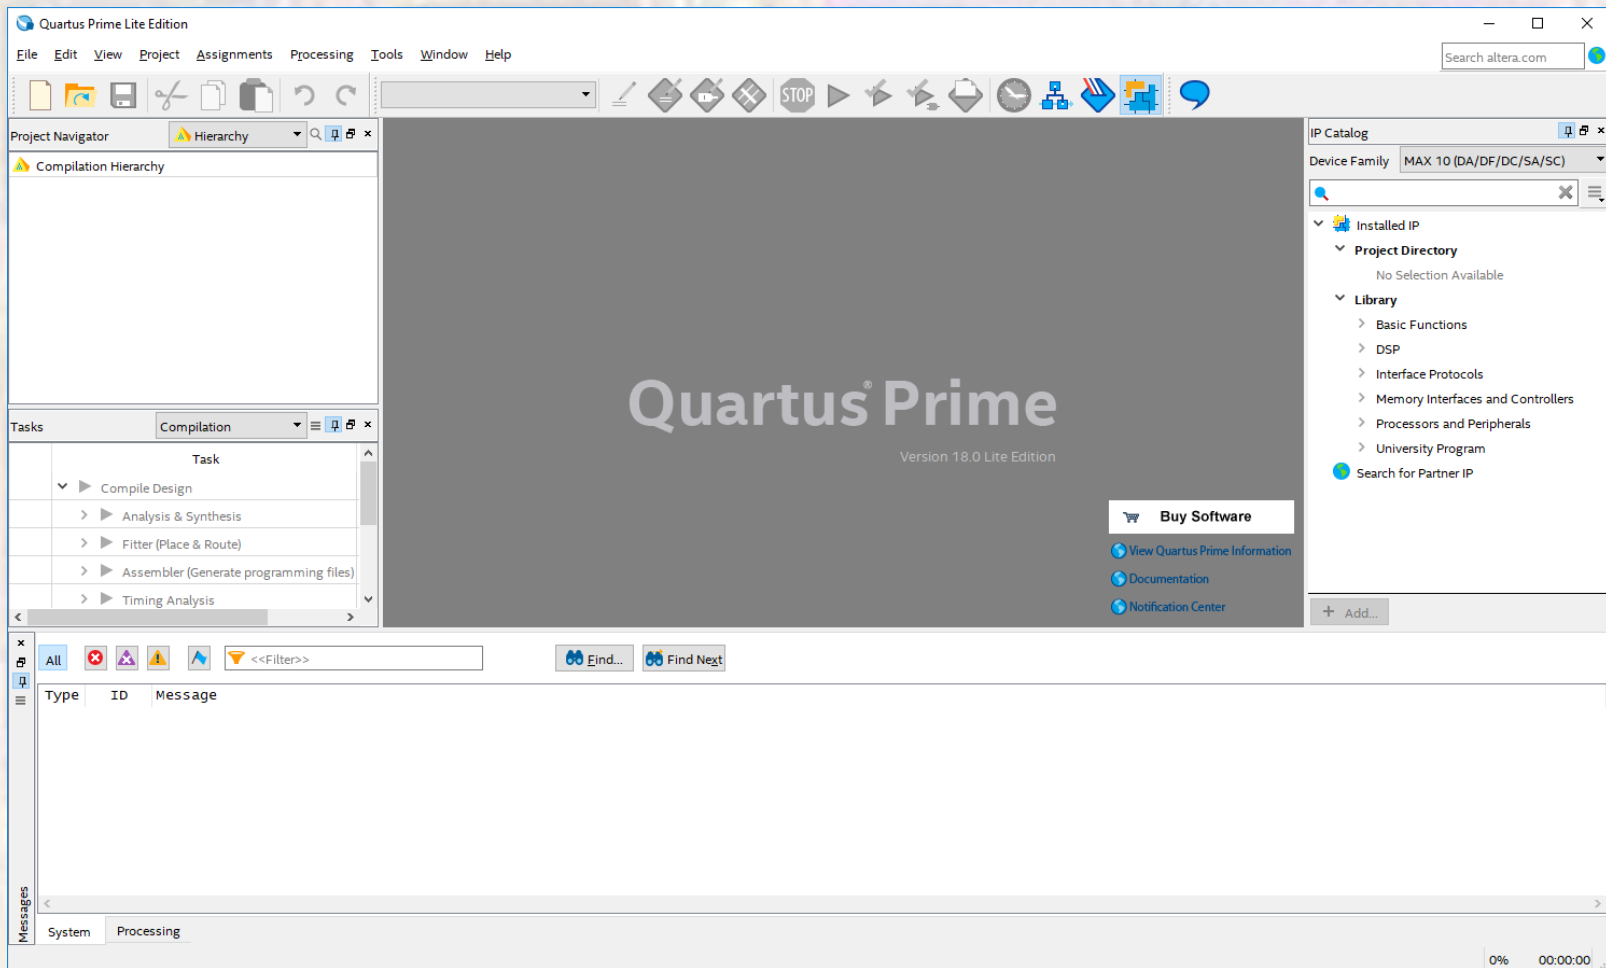 Quartus Prime Lite Edition
File Edit View Project Assignments Processing Tools Window Help
Search altera.com
STOP
Project Navigator
Hierarchy
Compilation Hierarchy
Tasks
Compilation
Task
Compile Design
Analysis & Synthesis
Fitter (Place & Route)
Assembler (Generate programming files)
Timing Analysis
Quartus® Prime
Version 18.0 Lite Edition
Buy Software
View Quartus Prime Information
Documentation
Notification Center
IP Catalog
Device Family
MAX 10 (DA/DF/DC/SA/SC)
Installed IP
Project Directory
No Selection Available
Library
Basic Functions
DSP
Interface Protocols
Memory Interfaces and Controllers
Processors and Peripherals
University Program
Search for Partner IP
+ Add...
All
<<Filter>>
Find...
Find Next
Type ID Message
Messages
System Processing
0% 00:00:00